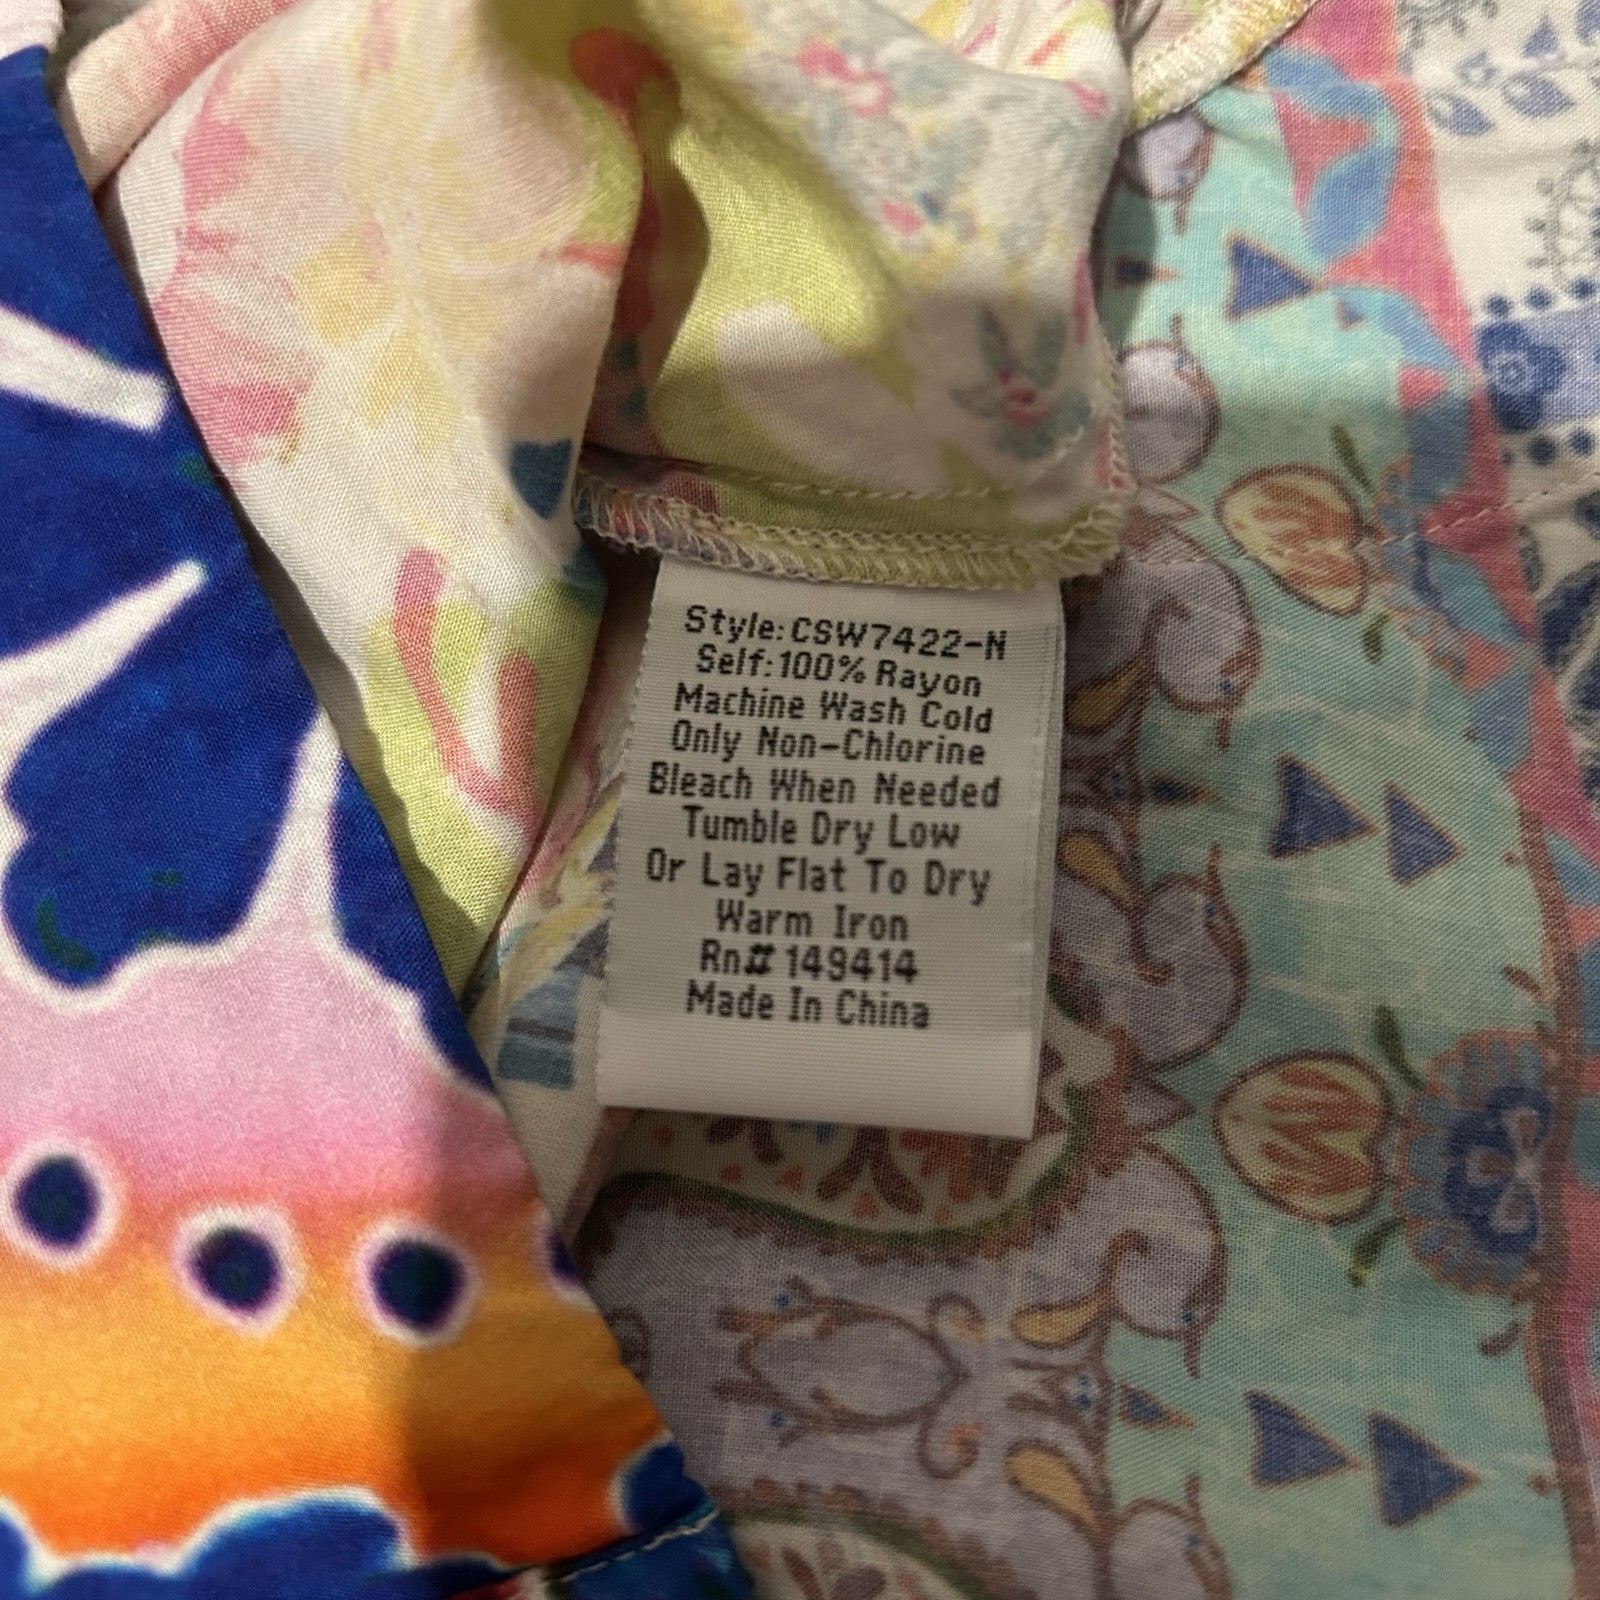 Style:CSW7422-N
Self:100% Rayon
Machine Wash Cold
Only Non-Chlorine
Bleach When Needed
Tumble Dry Low
Or Lay Flat To Dry
Warm Iron
Rn# 149414
Made In China